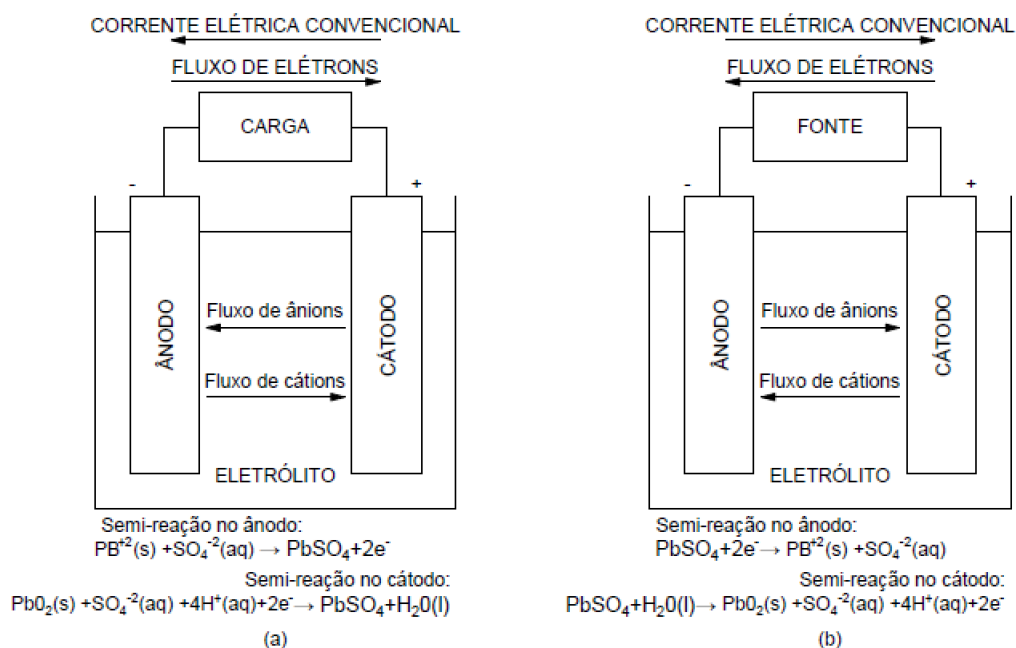 CORRENTE ELÉTRICA CONVENCIONAL
FLUXO DE ELÉTRONS
CARGA
-
+
ÂNODO
Fluxo de ânions
Fluxo de cátions
CÁTODO
ELETRÓLITO
Semi-reação no ânodo:
PB⁺²(s) +SO₄⁻²(aq) → PbSO₄+2e⁻
Semi-reação no cátodo:
Pb0₂(s) +SO₄⁻²(aq) +4H⁺(aq)+2e⁻→ PbSO₄+H₂0(l)
(a)
CORRENTE ELÉTRICA CONVENCIONAL
FLUXO DE ELÉTRONS
FONTE
-
+
ÂNODO
Fluxo de ânions
Fluxo de cátions
CÁTODO
ELETRÓLITO
Semi-reação no ânodo:
PbSO₄+2e⁻→ PB⁺²(s) +SO₄⁻²(aq)
Semi-reação no cátodo:
PbSO₄+H₂0(l)→ Pb0₂(s) +SO₄⁻²(aq) +4H⁺(aq)+2e⁻
(b)